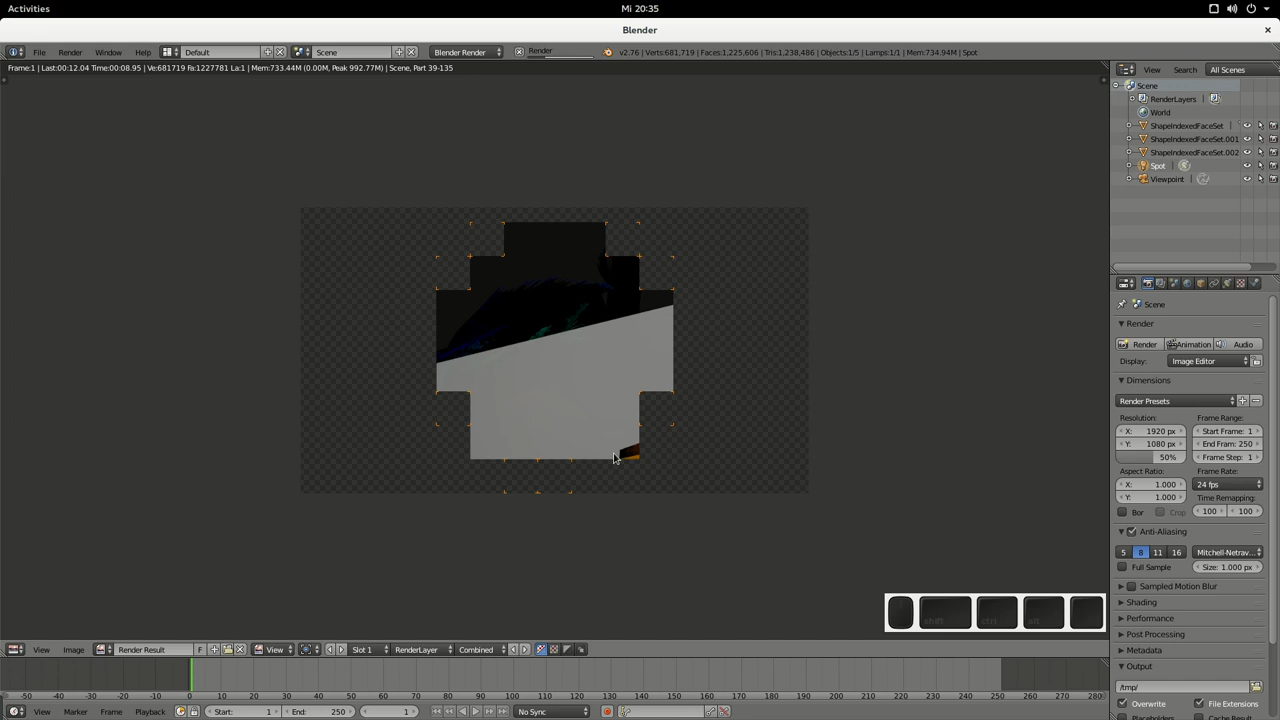 Activities
Mi 20:35
Blender
File Render Window Help Default Scene Blender Render Render v2.76 | Verts:681,719 | Faces:1,225,606 | Tris:1,238,486 | Objects:1/5 | Lamps:1/1 | Mem:734.94M | Spot
Frame:1 | Last:00:12.04 Time:00:08.95 | Ve:681719 Fa:1227781 La:1 | Mem:733.44M (0.00M, Peak 992.77M) | Scene, Part 39-135
View Search All Scenes
Scene
RenderLayers |
World
ShapeIndexedFaceSet |
ShapeIndexedFaceSet.001
ShapeIndexedFaceSet.002
Spot |
Viewpoint |
Scene
Render
Render Animation Audio
Display: Image Editor
Dimensions
Render Presets
Resolution: Frame Range:
X: 1920 px Start Frame: 1
Y: 1080 px End Fram: 250
50% Frame Step: 1
Aspect Ratio: Frame Rate:
X: 1.000 24 fps
Y: 1.000 Time Remapping:
Bor Crop 100 100
Anti-Aliasing
5 8 11 16 Mitchell-Netrav...
Full Sample Size: 1.000 px
Sampled Motion Blur
Shading
Performance
Post Processing
Metadata
Output
/tmp/
Overwrite File Extensions
Placeholders Cache Result
shift ctrl alt
View Image Render Result F View Slot 1 RenderLayer Combined
-50 -40 -30 -20 -10 0 10 20 30 40 50 60 70 80 90 100 110 120 130 140 150 160 170 180 190 200 210 220 230 240 250 260 270 280
View Marker Frame Playback Start: 1 End: 250 1 No Sync